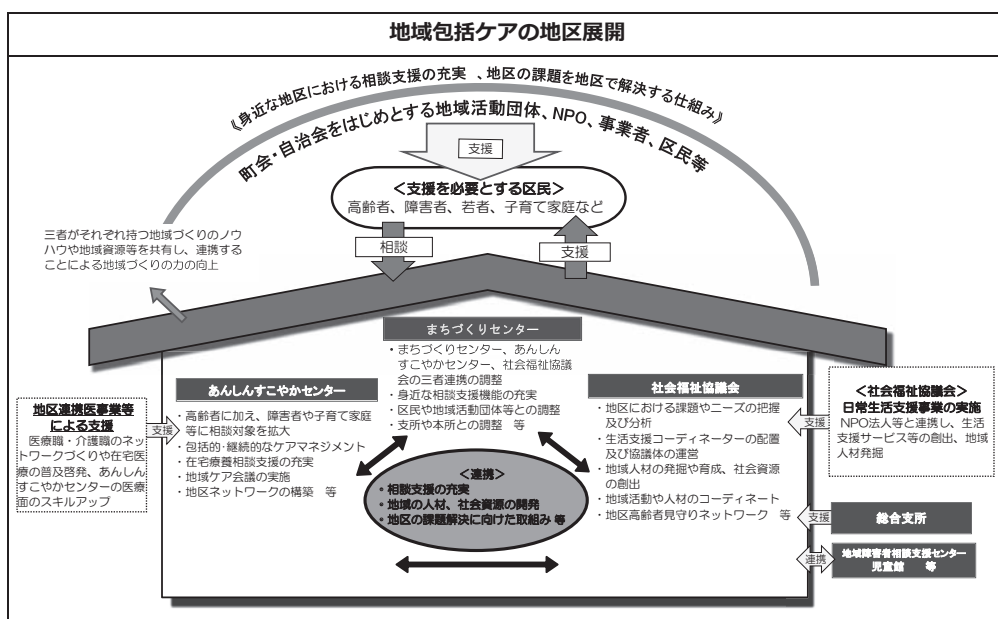 地域包括ケアの地区展開
《身近な地区における相談支援の充実 、地区の課題を地区で解決する仕組み》
町会・自治会をはじめとする地域活動団体、NPO、事業者、区民等
支援
＜支援を必要とする区民＞
高齢者、障害者、若者、子育て家庭など
相談
支援
三者がそれぞれ持つ地域づくりのノウ
ハウや地域資源等を共有し、連携する
ことによる地域づくりの力の向上
まちづくりセンター
・まちづくりセンター、あんしん
すこやかセンター、社会福祉協議
会の三者連携の調整
・身近な相談支援機能の充実
・区民や地域活動団体等との調整
・支所や本所との調整 等
あんしんすこやかセンター
・高齢者に加え、障害者や子育て家庭
等に相談対象を拡大
・包括的・継続的なケアマネジメント
・在宅療養相談支援の充実
・地域ケア会議の実施
・地区ネットワークの構築 等
社会福祉協議会
・地区における課題やニーズの把握
及び分析
・生活支援コーディネーターの配置
及び協議体の運営
・地域人材の発掘や育成、社会資源
の創出
・地域活動や人材のコーディネート
・地区高齢者見守りネットワーク 等
＜連携＞
・相談支援の充実
・地域の人材、社会資源の開発
・地区の課題解決に向けた取組み 等
地区連携医事業等
による支援
医療職・介護職のネッ
トワークづくりや在宅医
療の普及啓発、あんしん
すこやかセンターの医療
面のスキルアップ
支援
＜社会福祉協議会＞
日常生活支援事業の実施
NPO法人等と連携し、生活
支援サービス等の創出、地域
人材発掘
支援
支援
総合支所
連携
地域障害者相談支援センター
児童館 等